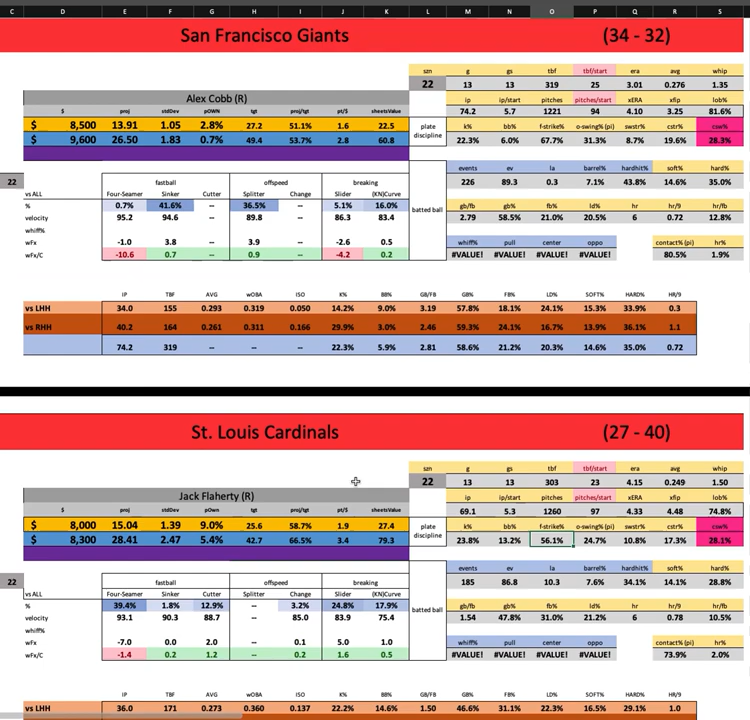 C D E F G H I J K L M N O P Q R S
San Francisco Giants (34 - 32)
szn g gs tbf tbf/start era avg whip
22 13 13 319 25 3.01 0.276 1.35
Alex Cobb (R) ip ip/start pitches pitches/start xERA xfip lob%
$ proj stdDev pOWN tgt proj/tgt pt/$ sheetsValue 74.2 5.7 1221 94 4.10 3.25 81.6%
$ 8,500 13.91 1.05 2.8% 27.2 51.1% 1.6 22.5 plate discipline k% bb% f-strike% o-swing% (pi) swstr% cstr% csw%
$ 9,600 26.50 1.83 0.7% 49.4 53.7% 2.8 60.8 22.3% 6.0% 67.7% 31.3% 8.7% 19.6% 28.3%
events ev la barrel% hardhit% soft% hard%
22 fastball offspeed breaking 226 89.3 0.3 7.1% 43.8% 14.6% 35.0%
vs ALL Four-Seamer Sinker Cutter Splitter Change Slider (KN)Curve batted ball
% 0.7% 41.6% -- 36.5% -- 5.1% 16.0% gb/fb gb% fb% ld% hr hr/9 hr/fb
velocity 95.2 94.6 -- 89.8 -- 86.3 83.4 2.79 58.5% 21.0% 20.5% 6 0.72 12.8%
whiff%
wFx -1.0 3.8 3.9 -2.6 0.5 whiff% pull center oppo contact% (pi) hr%
wFx/C -10.6 0.7 0.9 -4.2 0.2 #VALUE! #VALUE! #VALUE! #VALUE! 80.5% 1.9%
IP TBF AVG wOBA ISO K% BB% GB/FB GB% FB% LD% SOFT% HARD% HR/9
vs LHH 34.0 155 0.293 0.319 0.050 14.2% 9.0% 3.19 57.8% 18.1% 24.1% 15.3% 33.9% 0.3
vs RHH 40.2 164 0.261 0.311 0.166 29.9% 3.0% 2.46 59.3% 24.1% 16.7% 13.9% 36.1% 1.1
74.2 319 -- -- -- 22.3% 5.9% 2.81 58.6% 21.2% 20.3% 14.6% 35.0% 0.72
St. Louis Cardinals (27 - 40)
szn g gs tbf tbf/start era avg whip
22 13 13 303 23 4.15 0.249 1.50
Jack Flaherty (R) ip ip/start pitches pitches/start xERA xfip lob%
$ proj stdDev pOWN tgt proj/tgt pt/$ sheetsValue 69.1 5.3 1260 97 4.33 4.48 74.8%
$ 8,000 15.04 1.39 9.0% 25.6 58.7% 1.9 27.4 plate discipline k% bb% f-strike% o-swing% (pi) swstr% cstr% csw%
$ 8,300 28.41 2.47 5.4% 42.7 66.5% 3.4 79.3 23.8% 13.2% 56.1% 24.7% 10.8% 17.3% 28.1%
events ev la barrel% hardhit% soft% hard%
22 fastball offspeed breaking 185 86.8 10.3 7.6% 34.1% 14.1% 28.8%
vs ALL Four-Seamer Sinker Cutter Splitter Change Slider (KN)Curve batted ball
% 39.4% 1.8% 12.9% -- 3.2% 24.8% 17.9% gb/fb gb% fb% ld% hr hr/9 hr/fb
velocity 93.1 90.3 88.7 -- 85.0 83.9 75.4 1.54 47.8% 31.0% 21.2% 6 0.78 10.5%
whiff%
wFx -7.0 0.0 2.0 0.1 5.0 1.0 whiff% pull center oppo contact% (pi) hr%
wFx/C -1.4 0.2 1.2 0.2 1.6 0.5 #VALUE! #VALUE! #VALUE! #VALUE! 73.9% 2.0%
IP TBF AVG wOBA ISO K% BB% GB/FB GB% FB% LD% SOFT% HARD% HR/9
vs LHH 36.0 171 0.273 0.360 0.137 22.2% 14.6% 1.50 46.6% 31.1% 22.3% 16.5% 29.1% 1.0